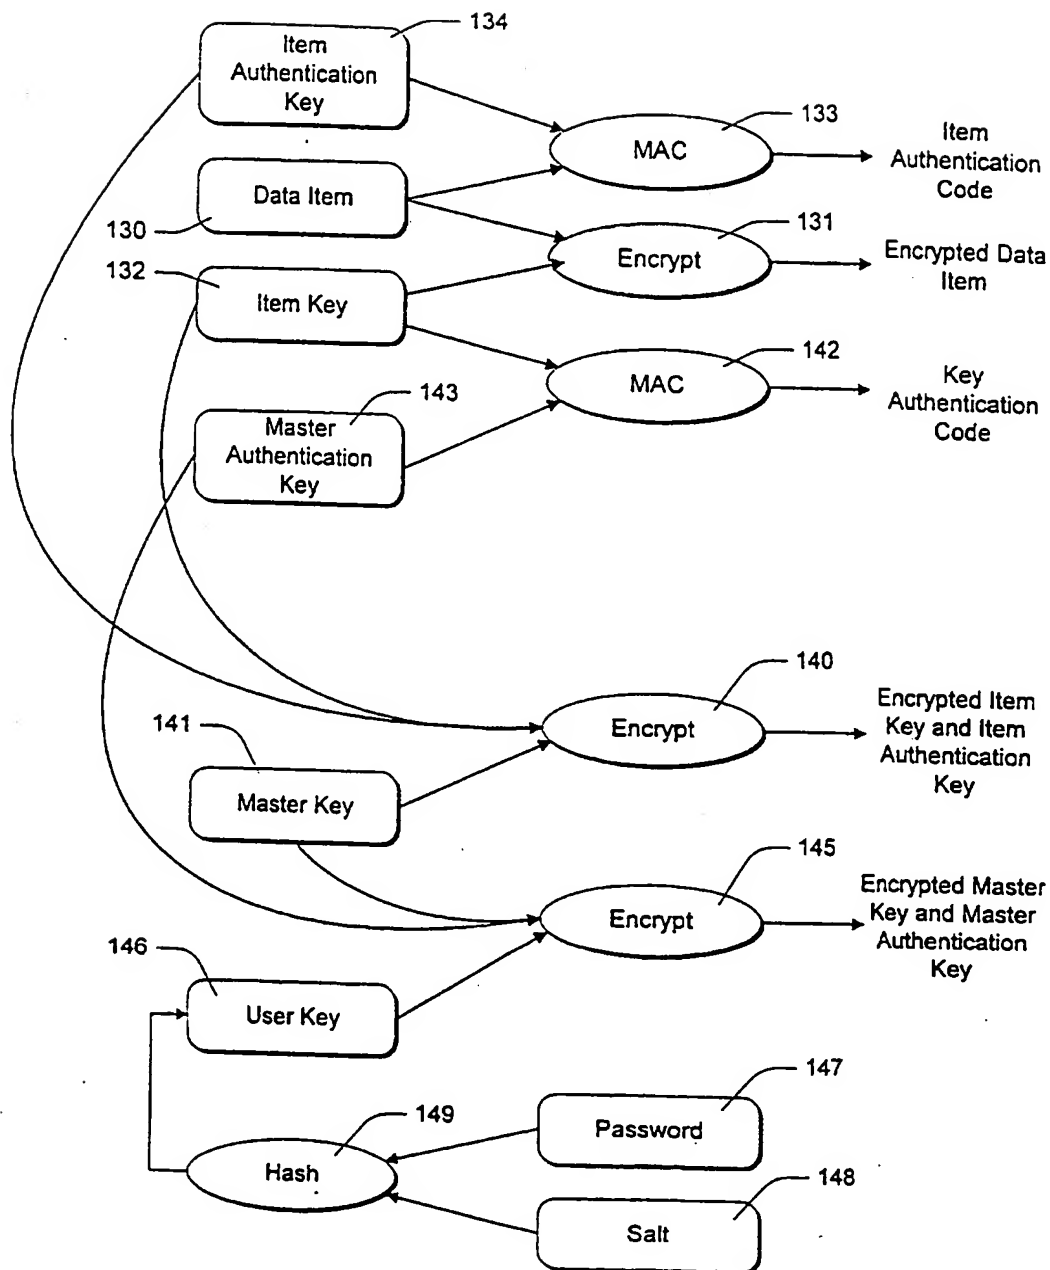 134
Item
Authentication
Key
133
MAC
Item
Authentication
Code
Data Item
130
131
Encrypt
Encrypted Data
Item
132
Item Key
142
MAC
Key
Authentication
Code
143
Master
Authentication
Key
140
Encrypt
Encrypted Item
Key and Item
Authentication
Key
141
Master Key
145
Encrypt
Encrypted Master
Key and Master
Authentication
Key
146
User Key
147
Password
149
Hash
148
Salt